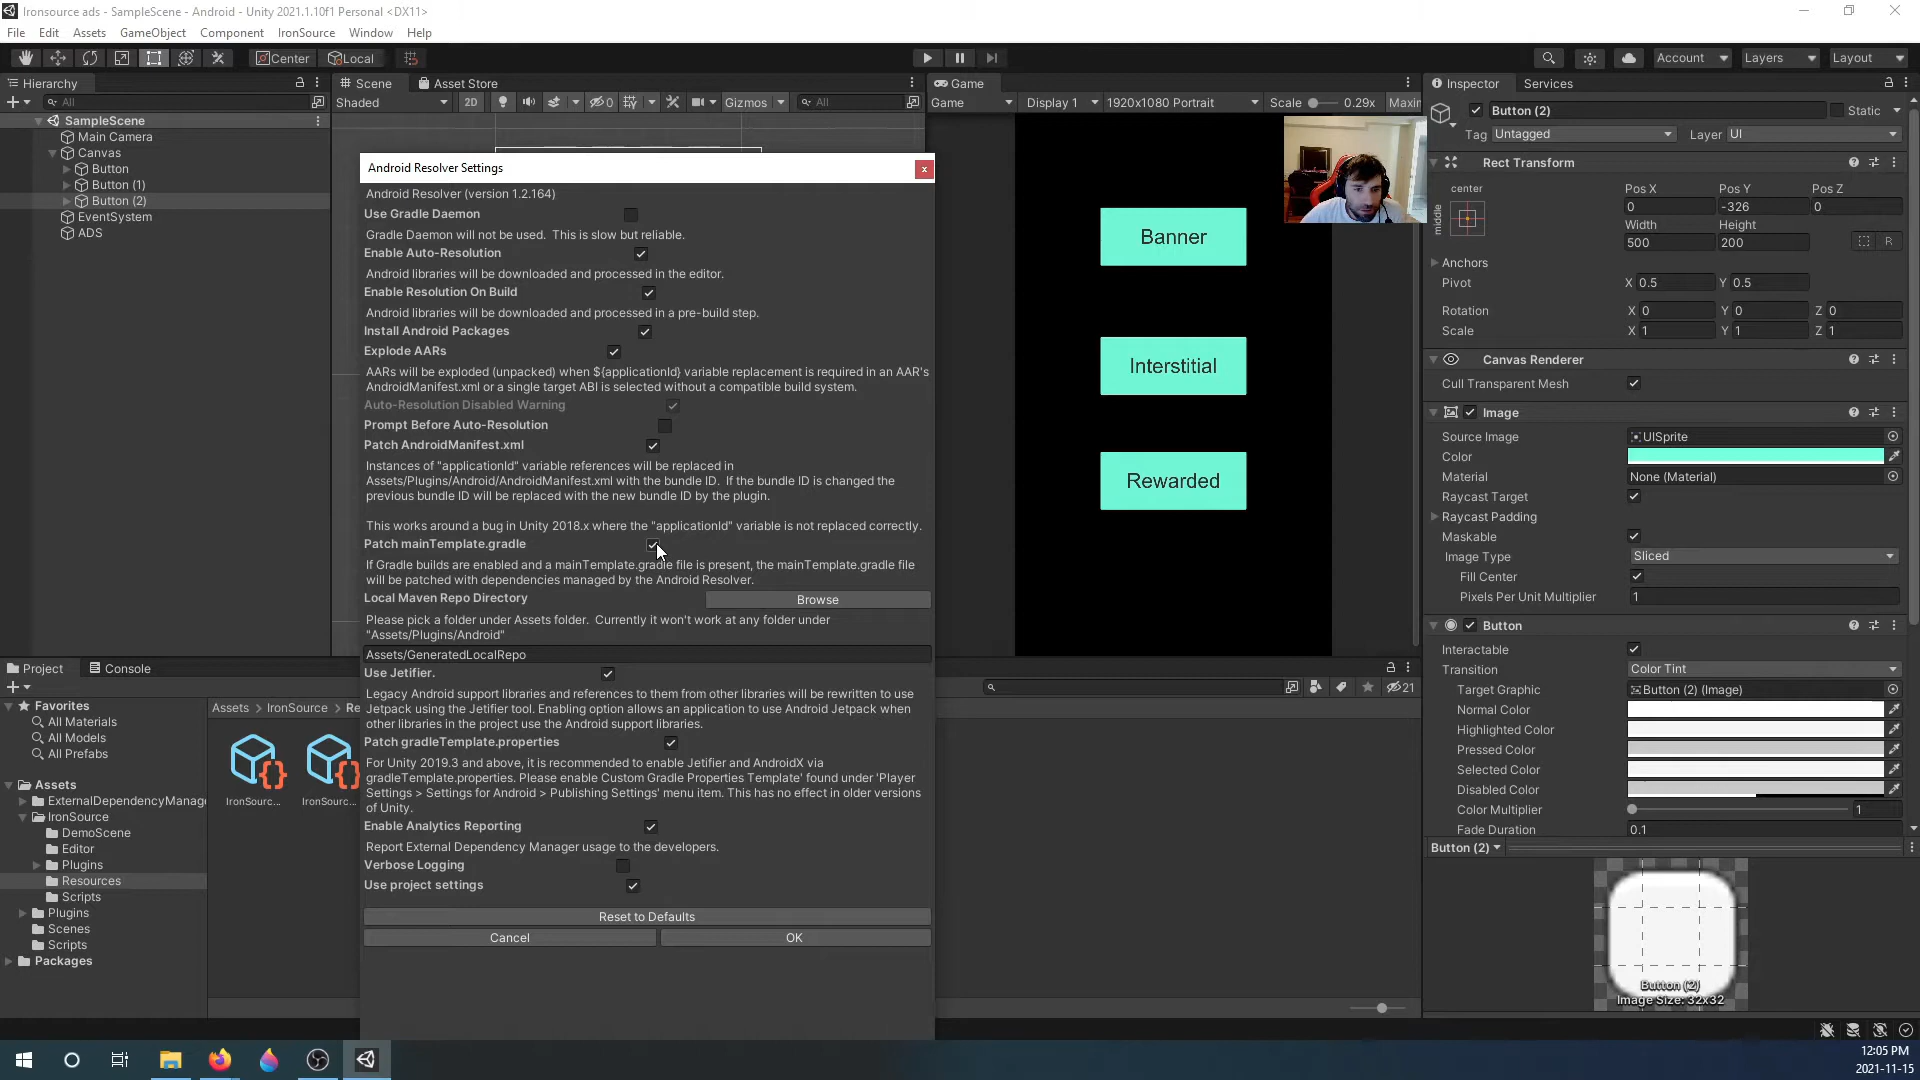 Ironsource ads - SampleScene - Android - Unity 2021.1.10f1 Personal <DX11>
File Edit Assets GameObject Component IronSource Window Help
Center Local Account Layers Layout
Hierarchy
All
SampleScene
Main Camera
Canvas
Button
Button (1)
Button (2)
EventSystem
ADS
Scene Asset Store
Shaded 2D 0 Gizmos All
Game
Game Display 1 1920x1080 Portrait Scale 0.29x Maxin
Banner
Interstitial
Rewarded
Android Resolver Settings x
Android Resolver (version 1.2.164)
Use Gradle Daemon
Gradle Daemon will not be used.  This is slow but reliable.
Enable Auto-Resolution
Android libraries will be downloaded and processed in the editor.
Enable Resolution On Build
Android libraries will be downloaded and processed in a pre-build step.
Install Android Packages
Explode AARs
AARs will be exploded (unpacked) when ${applicationId} variable replacement is required in an AAR's
AndroidManifest.xml or a single target ABI is selected without a compatible build system.
Auto-Resolution Disabled Warning
Prompt Before Auto-Resolution
Patch AndroidManifest.xml
Instances of "applicationId" variable references will be replaced in
Assets/Plugins/Android/AndroidManifest.xml with the bundle ID.  If the bundle ID is changed the
previous bundle ID will be replaced with the new bundle ID by the plugin.
This works around a bug in Unity 2018.x where the "applicationId" variable is not replaced correctly.
Patch mainTemplate.gradle
If Gradle builds are enabled and a mainTemplate.gradle file is present, the mainTemplate.gradle file
will be patched with dependencies managed by the Android Resolver.
Local Maven Repo Directory Browse
Please pick a folder under Assets folder.  Currently it won't work at any folder under
"Assets/Plugins/Android"
Assets/GeneratedLocalRepo
Use Jetifier.
Legacy Android support libraries and references to them from other libraries will be rewritten to use
Jetpack using the Jetifier tool. Enabling option allows an application to use Android Jetpack when
other libraries in the project use the Android support libraries.
Patch gradleTemplate.properties
For Unity 2019.3 and above, it is recommended to enable Jetifier and AndroidX via
gradleTemplate.properties. Please enable Custom Gradle Properties Template' found under 'Player
Settings > Settings for Android > Publishing Settings' menu item. This has no effect in older versions
of Unity.
Enable Analytics Reporting
Report External Dependency Manager usage to the developers.
Verbose Logging
Use project settings
Reset to Defaults
Cancel OK
Project Console
21
Favorites
All Materials
All Models
All Prefabs
Assets
ExternalDependencyManage
IronSource
DemoScene
Editor
Plugins
Resources
Scripts
Plugins
Scenes
Scripts
Packages
Assets > IronSource > Re
IronSourc... IronSourc...
Inspector Services
Button (2) Static
Tag Untagged Layer UI
Rect Transform
center
middle
Pos X Pos Y Pos Z
0 -326 0
Width Height
500 200 R
Anchors
Pivot X 0.5 Y 0.5
Rotation X 0 Y 0 Z 0
Scale X 1 Y 1 Z 1
Canvas Renderer
Cull Transparent Mesh
Image
Source Image UISprite
Color
Material None (Material)
Raycast Target
Raycast Padding
Maskable
Image Type Sliced
Fill Center
Pixels Per Unit Multiplier 1
Button
Interactable
Transition Color Tint
Target Graphic Button (2) (Image)
Normal Color
Highlighted Color
Pressed Color
Selected Color
Disabled Color
Color Multiplier 1
Fade Duration 0.1
Button (2)
Button (2)
Image Size: 32x32
12:05 PM
2021-11-15